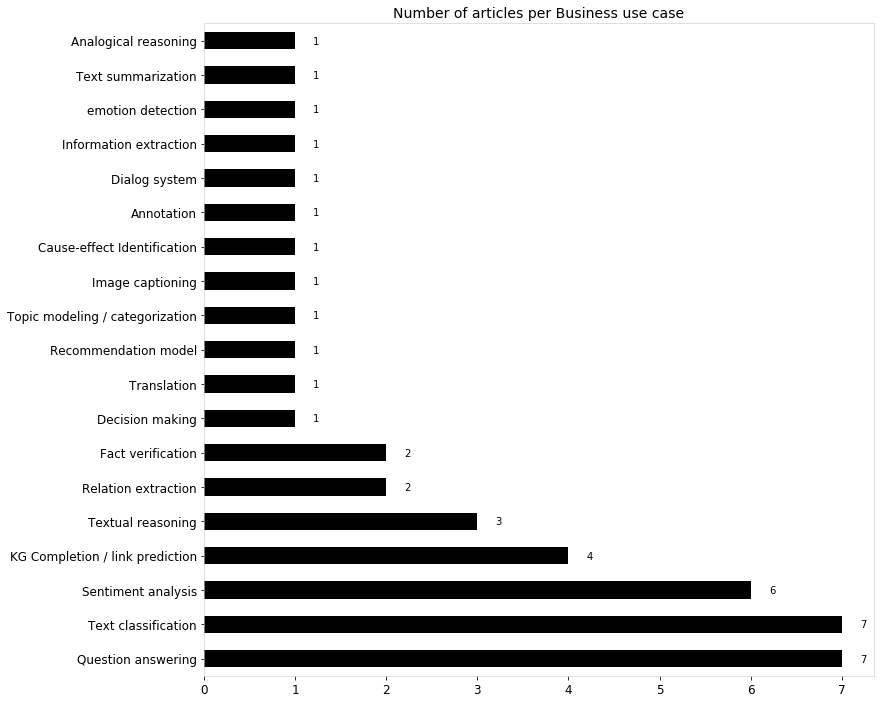 Number of articles per Business use case
Analogical reasoning 1
Text summarization 1
emotion detection 1
Information extraction 1
Dialog system 1
Annotation 1
Cause-effect Identification 1
Image captioning 1
Topic modeling / categorization 1
Recommendation model 1
Translation 1
Decision making 1
Fact verification 2
Relation extraction 2
Textual reasoning 3
KG Completion / link prediction 4
Sentiment analysis 6
Text classification 7
Question answering 7
0 1 2 3 4 5 6 7